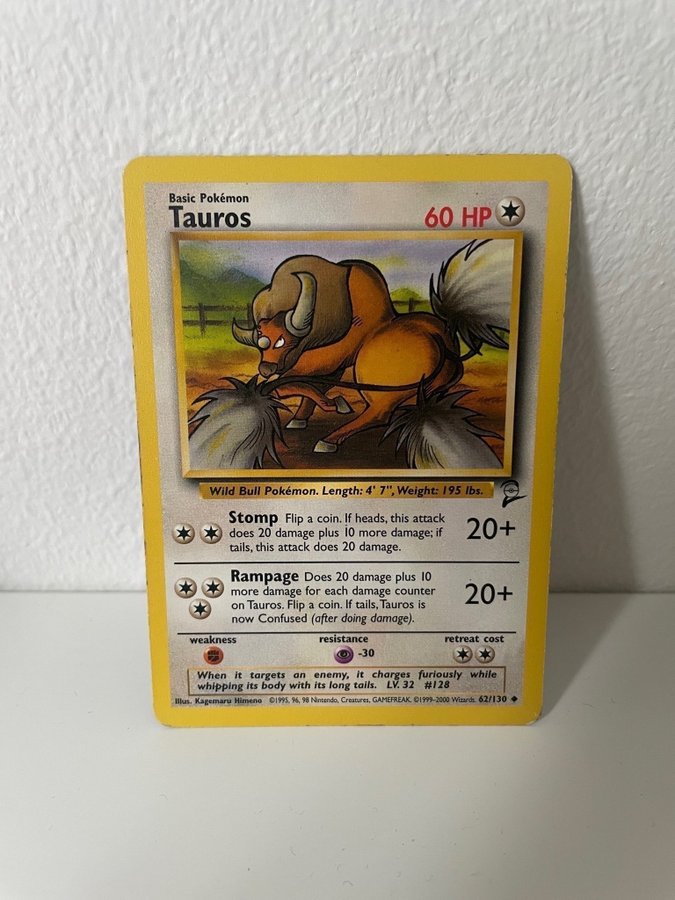 Basic Pokémon
Tauros
60 HP
Wild Bull Pokémon. Length: 4' 7", Weight: 195 lbs.
Stomp Flip a coin. If heads, this attack
does 20 damage plus 10 more damage; if
tails, this attack does 20 damage.
20+
Rampage Does 20 damage plus 10
more damage for each damage counter
on Tauros. Flip a coin. If tails, Tauros is
now Confused (after doing damage).
20+
weakness
resistance
retreat cost
-30
When it targets an enemy, it charges furiously while
whipping its body with its long tails. LV. 32 #128
Illus. Kagemaru Himeno ©1995, 96, 98 Nintendo, Creatures, GAMEFREAK. ©1999-2000 Wizards. 62/130